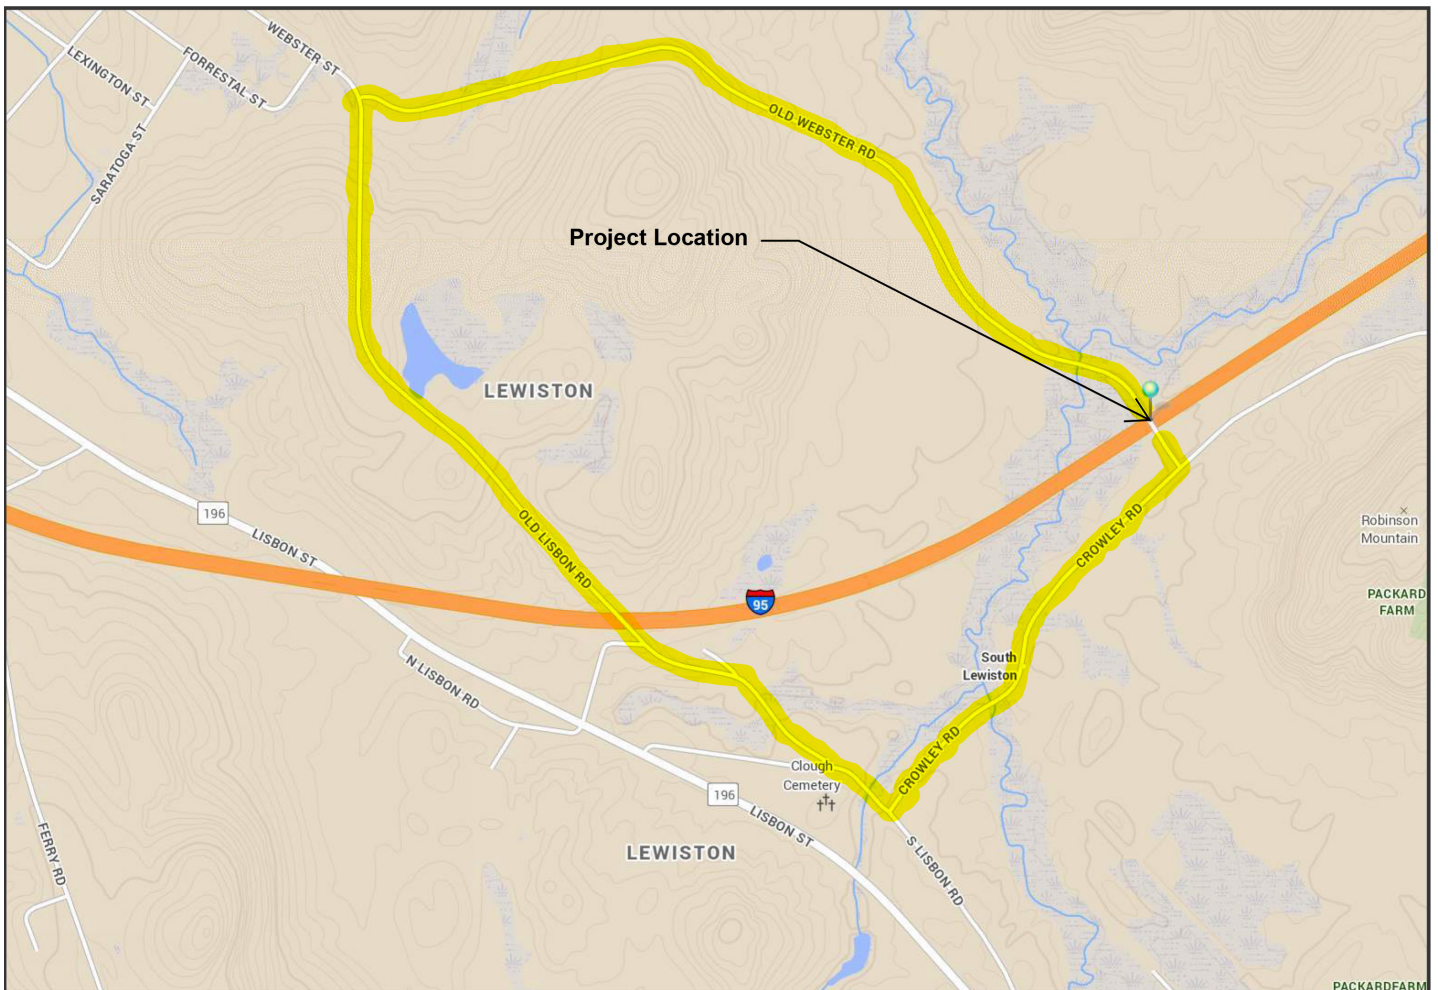 WEBSTER ST
LEXINGTON ST
FORRESTAL ST
SARATOGA ST
OLD WEBSTER RD
Project Location
LEWISTON
196
LISBON ST
OLD LISBON RD
CROWLEY RD
Robinson
Mountain
95
PACKARD
FARM
N LISBON RD
South
Lewiston
CROWLEY RD
Clough
Cemetery
196
LISBON ST
FERRY RD
LEWISTON
S LISBON RD
PACKARDFARM